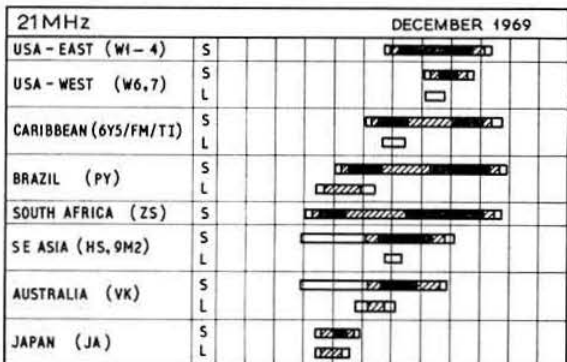 21MHz DECEMBER 1969
USA-EAST (W1-4) S
USA-WEST (W6,7) S
L
CARIBBEAN (6Y5/FM/TI) S
L
BRAZIL (PY) S
L
SOUTH AFRICA (ZS) S
SE ASIA (HS, 9M2) S
L
AUSTRALIA (VK) S
L
JAPAN (JA) S
L